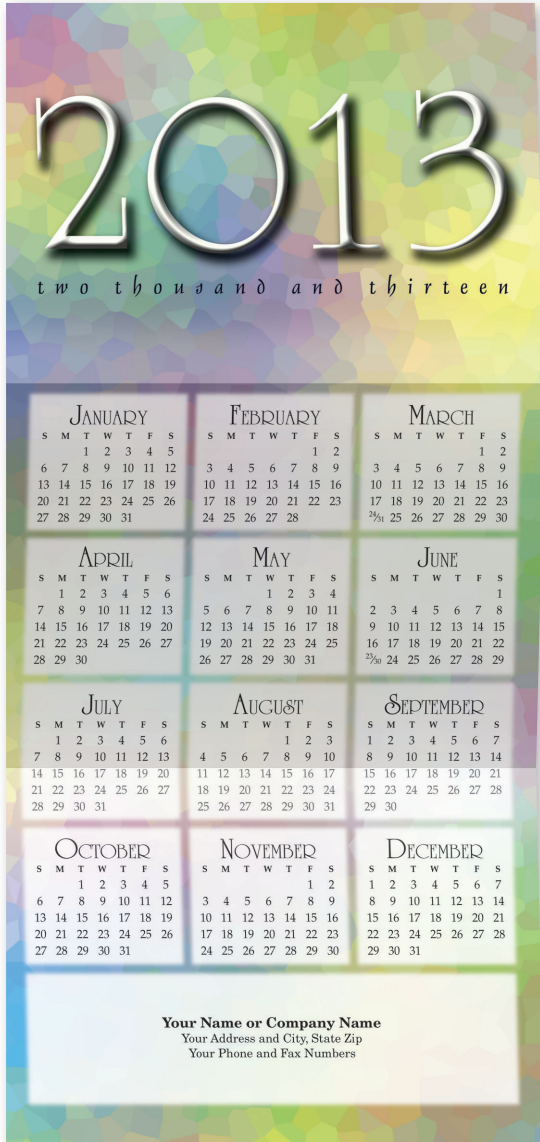 2013
two thousand and thirteen
JANUARY FEBRUARY MARCH
S M T W T F S S M T W T F S S M T W T F S
1 2 3 4 5 1 2 1 2
6 7 8 9 10 11 12 3 4 5 6 7 8 9 3 4 5 6 7 8 9
13 14 15 16 17 18 19 10 11 12 13 14 15 16 10 11 12 13 14 15 16
20 21 22 23 24 25 26 17 18 19 20 21 22 23 17 18 19 20 21 22 23
27 28 29 30 31 24 25 26 27 28 24/31 25 26 27 28 29 30
APRIL MAY JUNE
S M T W T F S S M T W T F S S M T W T F S
1 2 3 4 5 6 1 2 3 4 1
7 8 9 10 11 12 13 5 6 7 8 9 10 11 2 3 4 5 6 7 8
14 15 16 17 18 19 20 12 13 14 15 16 17 18 9 10 11 12 13 14 15
21 22 23 24 25 26 27 19 20 21 22 23 24 25 16 17 18 19 20 21 22
28 29 30 26 27 28 29 30 31 23/30 24 25 26 27 28 29
JULY AUGUST SEPTEMBER
S M T W T F S S M T W T F S S M T W T F S
1 2 3 4 5 6 1 2 3 1 2 3 4 5 6 7
7 8 9 10 11 12 13 4 5 6 7 8 9 10 8 9 10 11 12 13 14
14 15 16 17 18 19 20 11 12 13 14 15 16 17 15 16 17 18 19 20 21
21 22 23 24 25 26 27 18 19 20 21 22 23 24 22 23 24 25 26 27 28
28 29 30 31 25 26 27 28 29 30 31 29 30
OCTOBER NOVEMBER DECEMBER
S M T W T F S S M T W T F S S M T W T F S
1 2 3 4 5 1 2 1 2 3 4 5 6 7
6 7 8 9 10 11 12 3 4 5 6 7 8 9 8 9 10 11 12 13 14
13 14 15 16 17 18 19 10 11 12 13 14 15 16 15 16 17 18 19 20 21
20 21 22 23 24 25 26 17 18 19 20 21 22 23 22 23 24 25 26 27 28
27 28 29 30 31 24 25 26 27 28 29 30 29 30 31
Your Name or Company Name
Your Address and City, State Zip
Your Phone and Fax Numbers